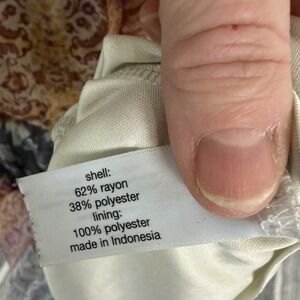 shell:
62% rayon
38% polyester
lining:
100% polyester
made in Indonesia